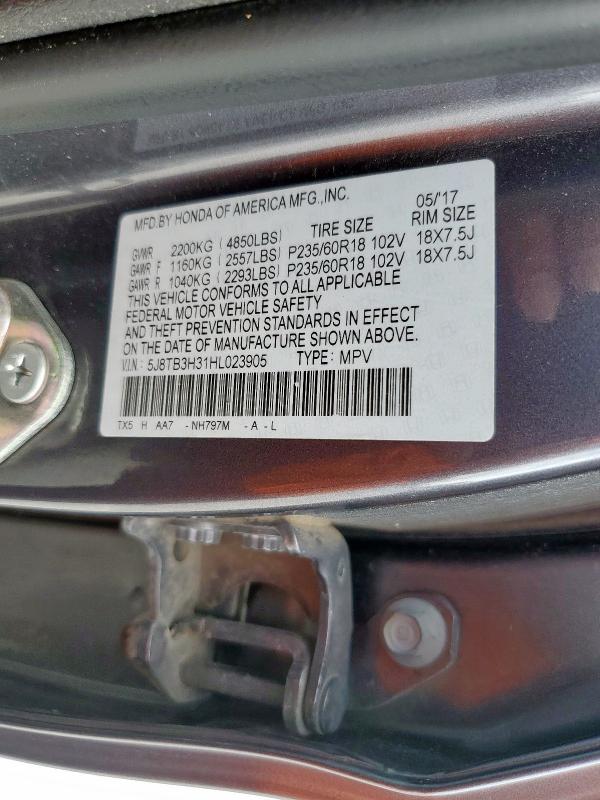 MFD.BY HONDA OF AMERICA MFG.,INC. 05/'17
TIRE SIZE RIM SIZE
GVWR 2200KG ( 4850LBS)
GAWR F 1160KG ( 2557LBS) P235/60R18 102V 18X7.5J
GAWR R 1040KG ( 2293LBS) P235/60R18 102V 18X7.5J
THIS VEHICLE CONFORMS TO ALL APPLICABLE
FEDERAL MOTOR VEHICLE SAFETY
AND THEFT PREVENTION STANDARDS IN EFFECT
ON THE DATE OF MANUFACTURE SHOWN ABOVE.
V.I.N: 5J8TB3H31HL023905 TYPE: MPV
TX5 H AA7 -NH797M -A -L